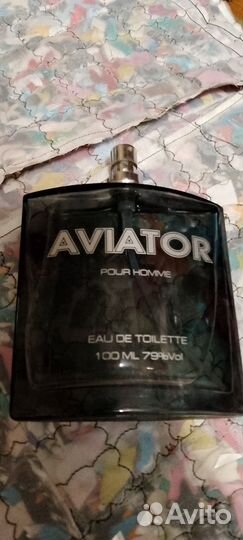 AVIATOR
POUR HOMME
EAU DE TOILETTE
100 ML 79%Vol
Avito